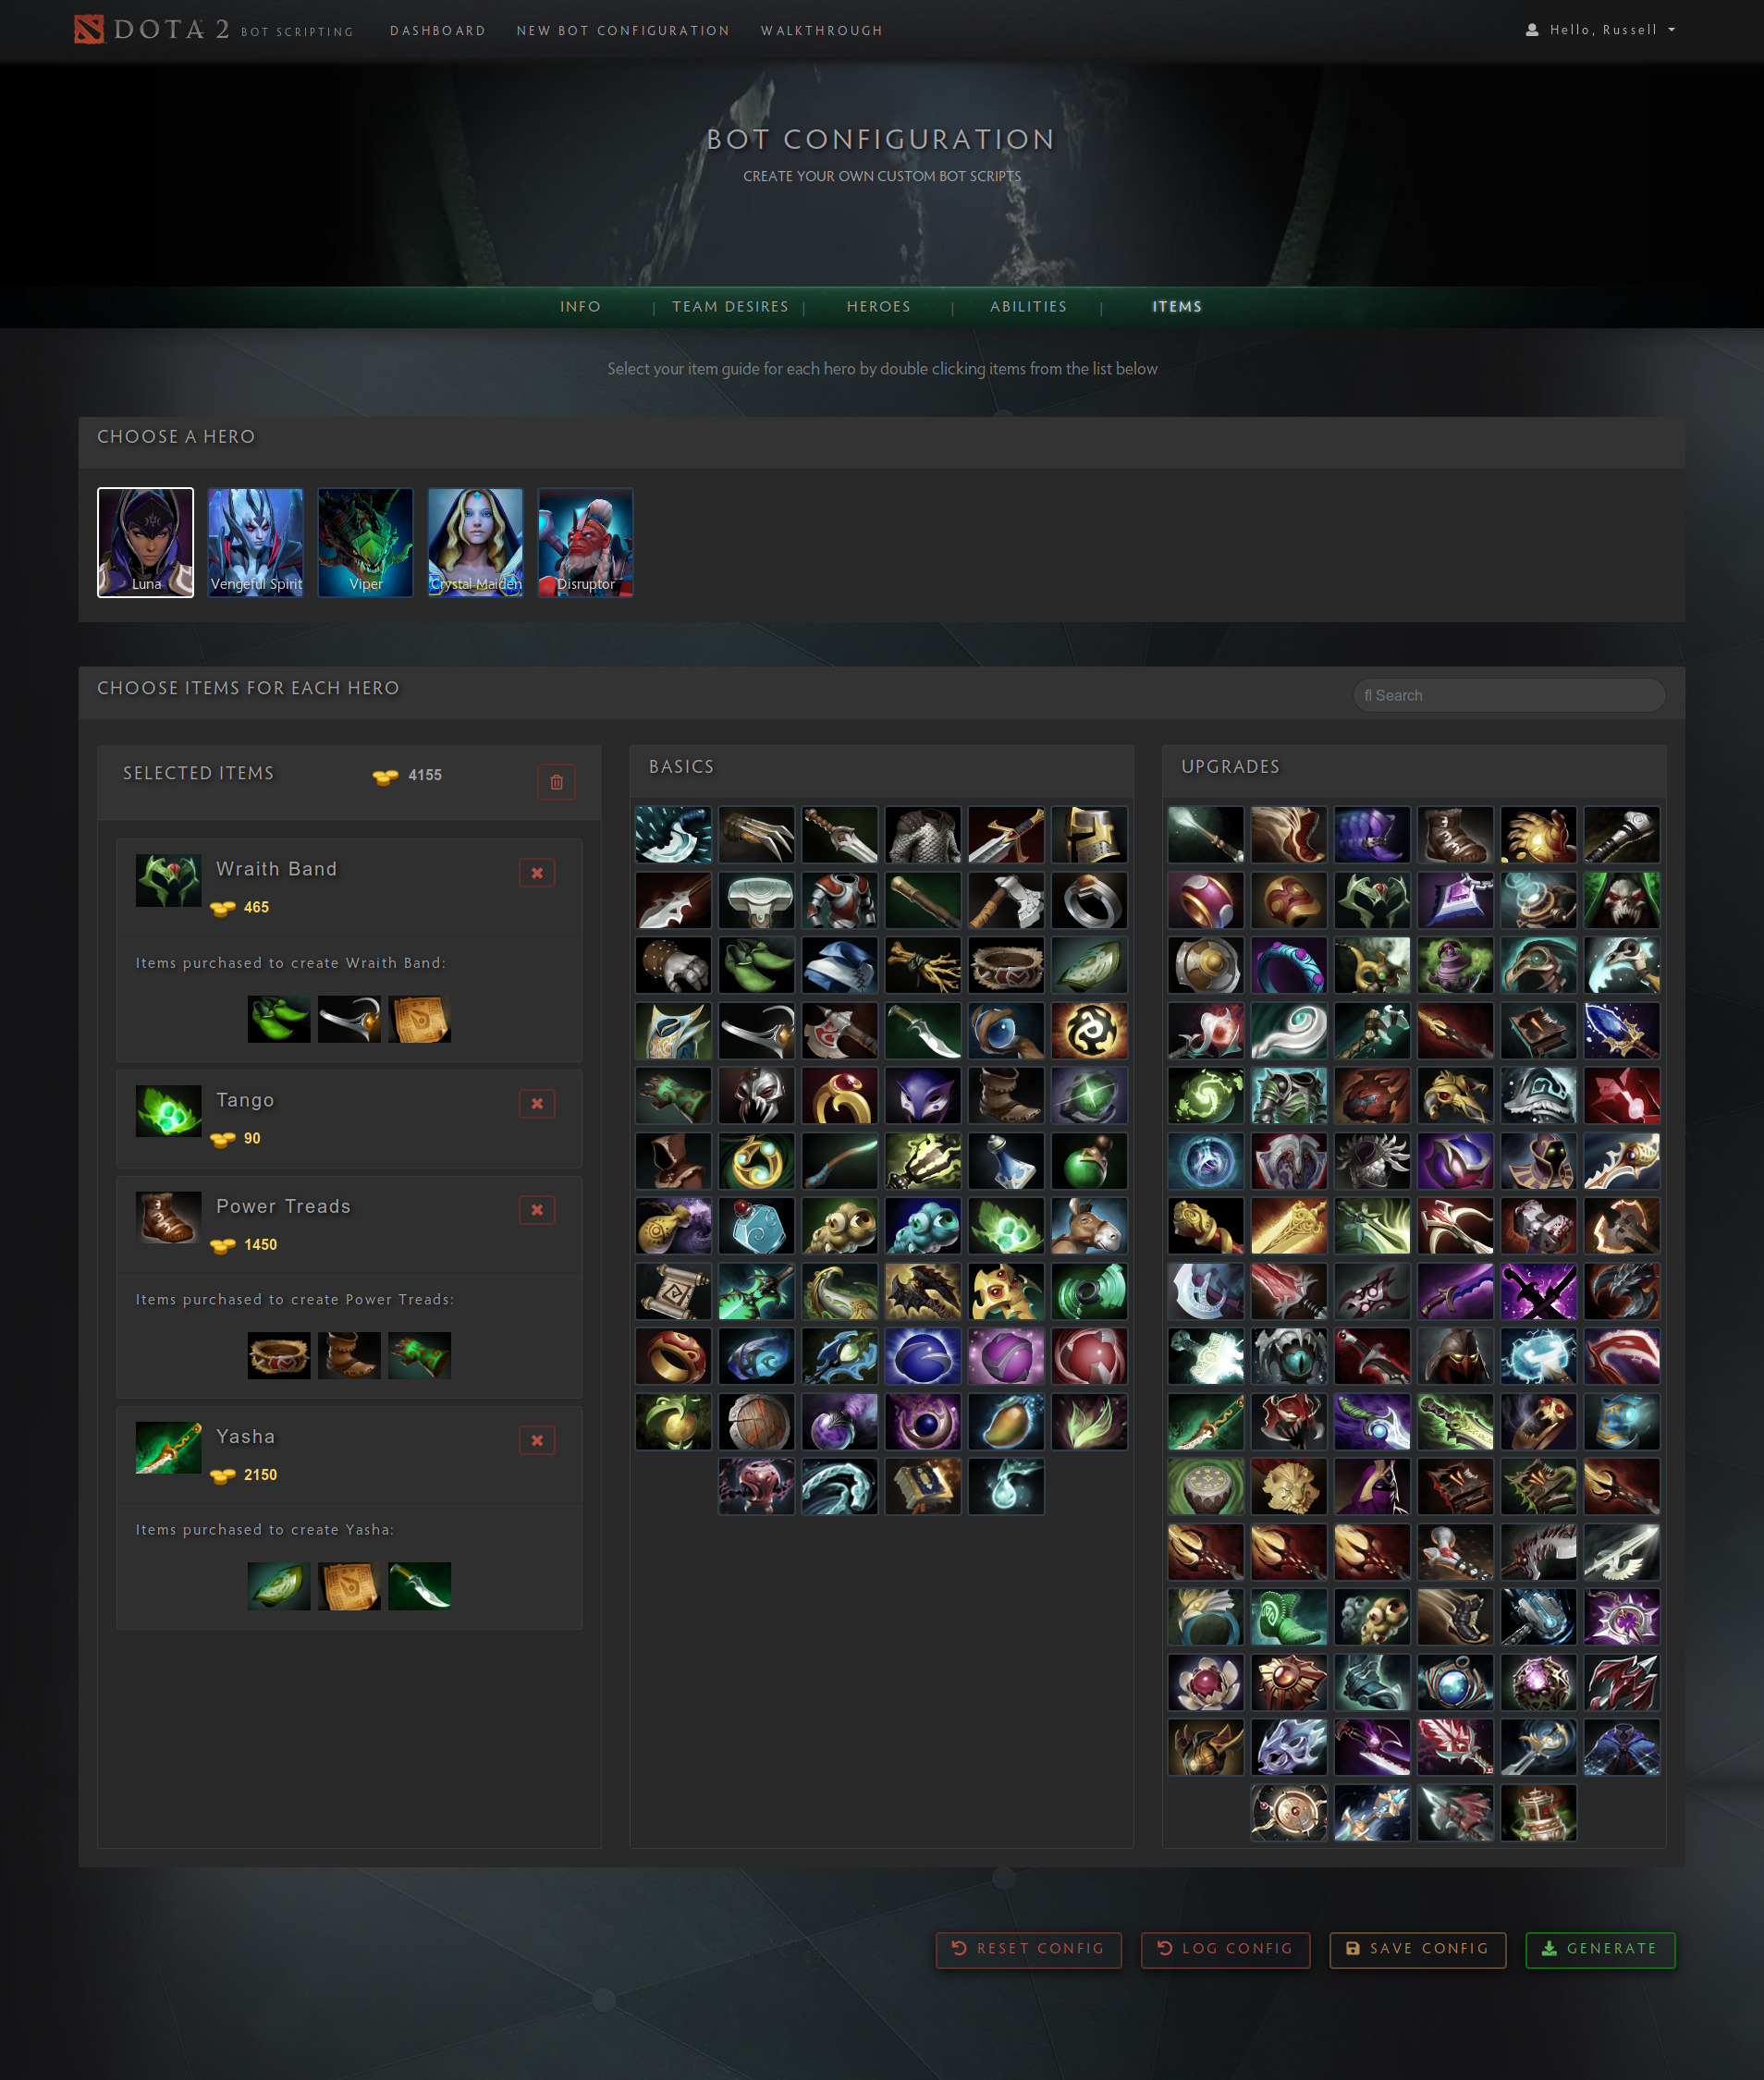 DOTA 2 BOT SCRIPTING DASHBOARD NEW BOT CONFIGURATION WALKTHROUGH Hello, Russell
BOT CONFIGURATION
CREATE YOUR OWN CUSTOM BOT SCRIPTS
INFO | TEAM DESIRES | HEROES | ABILITIES | ITEMS
Select your item guide for each hero by double clicking items from the list below
CHOOSE A HERO
Luna Vengeful Spirit Viper Crystal Maiden Disruptor
CHOOSE ITEMS FOR EACH HERO
fl Search
SELECTED ITEMS 4155
BASICS
UPGRADES
Wraith Band
465
Items purchased to create Wraith Band:
Tango
90
Power Treads
1450
Items purchased to create Power Treads:
Yasha
2150
Items purchased to create Yasha:
RESET CONFIG LOG CONFIG SAVE CONFIG GENERATE